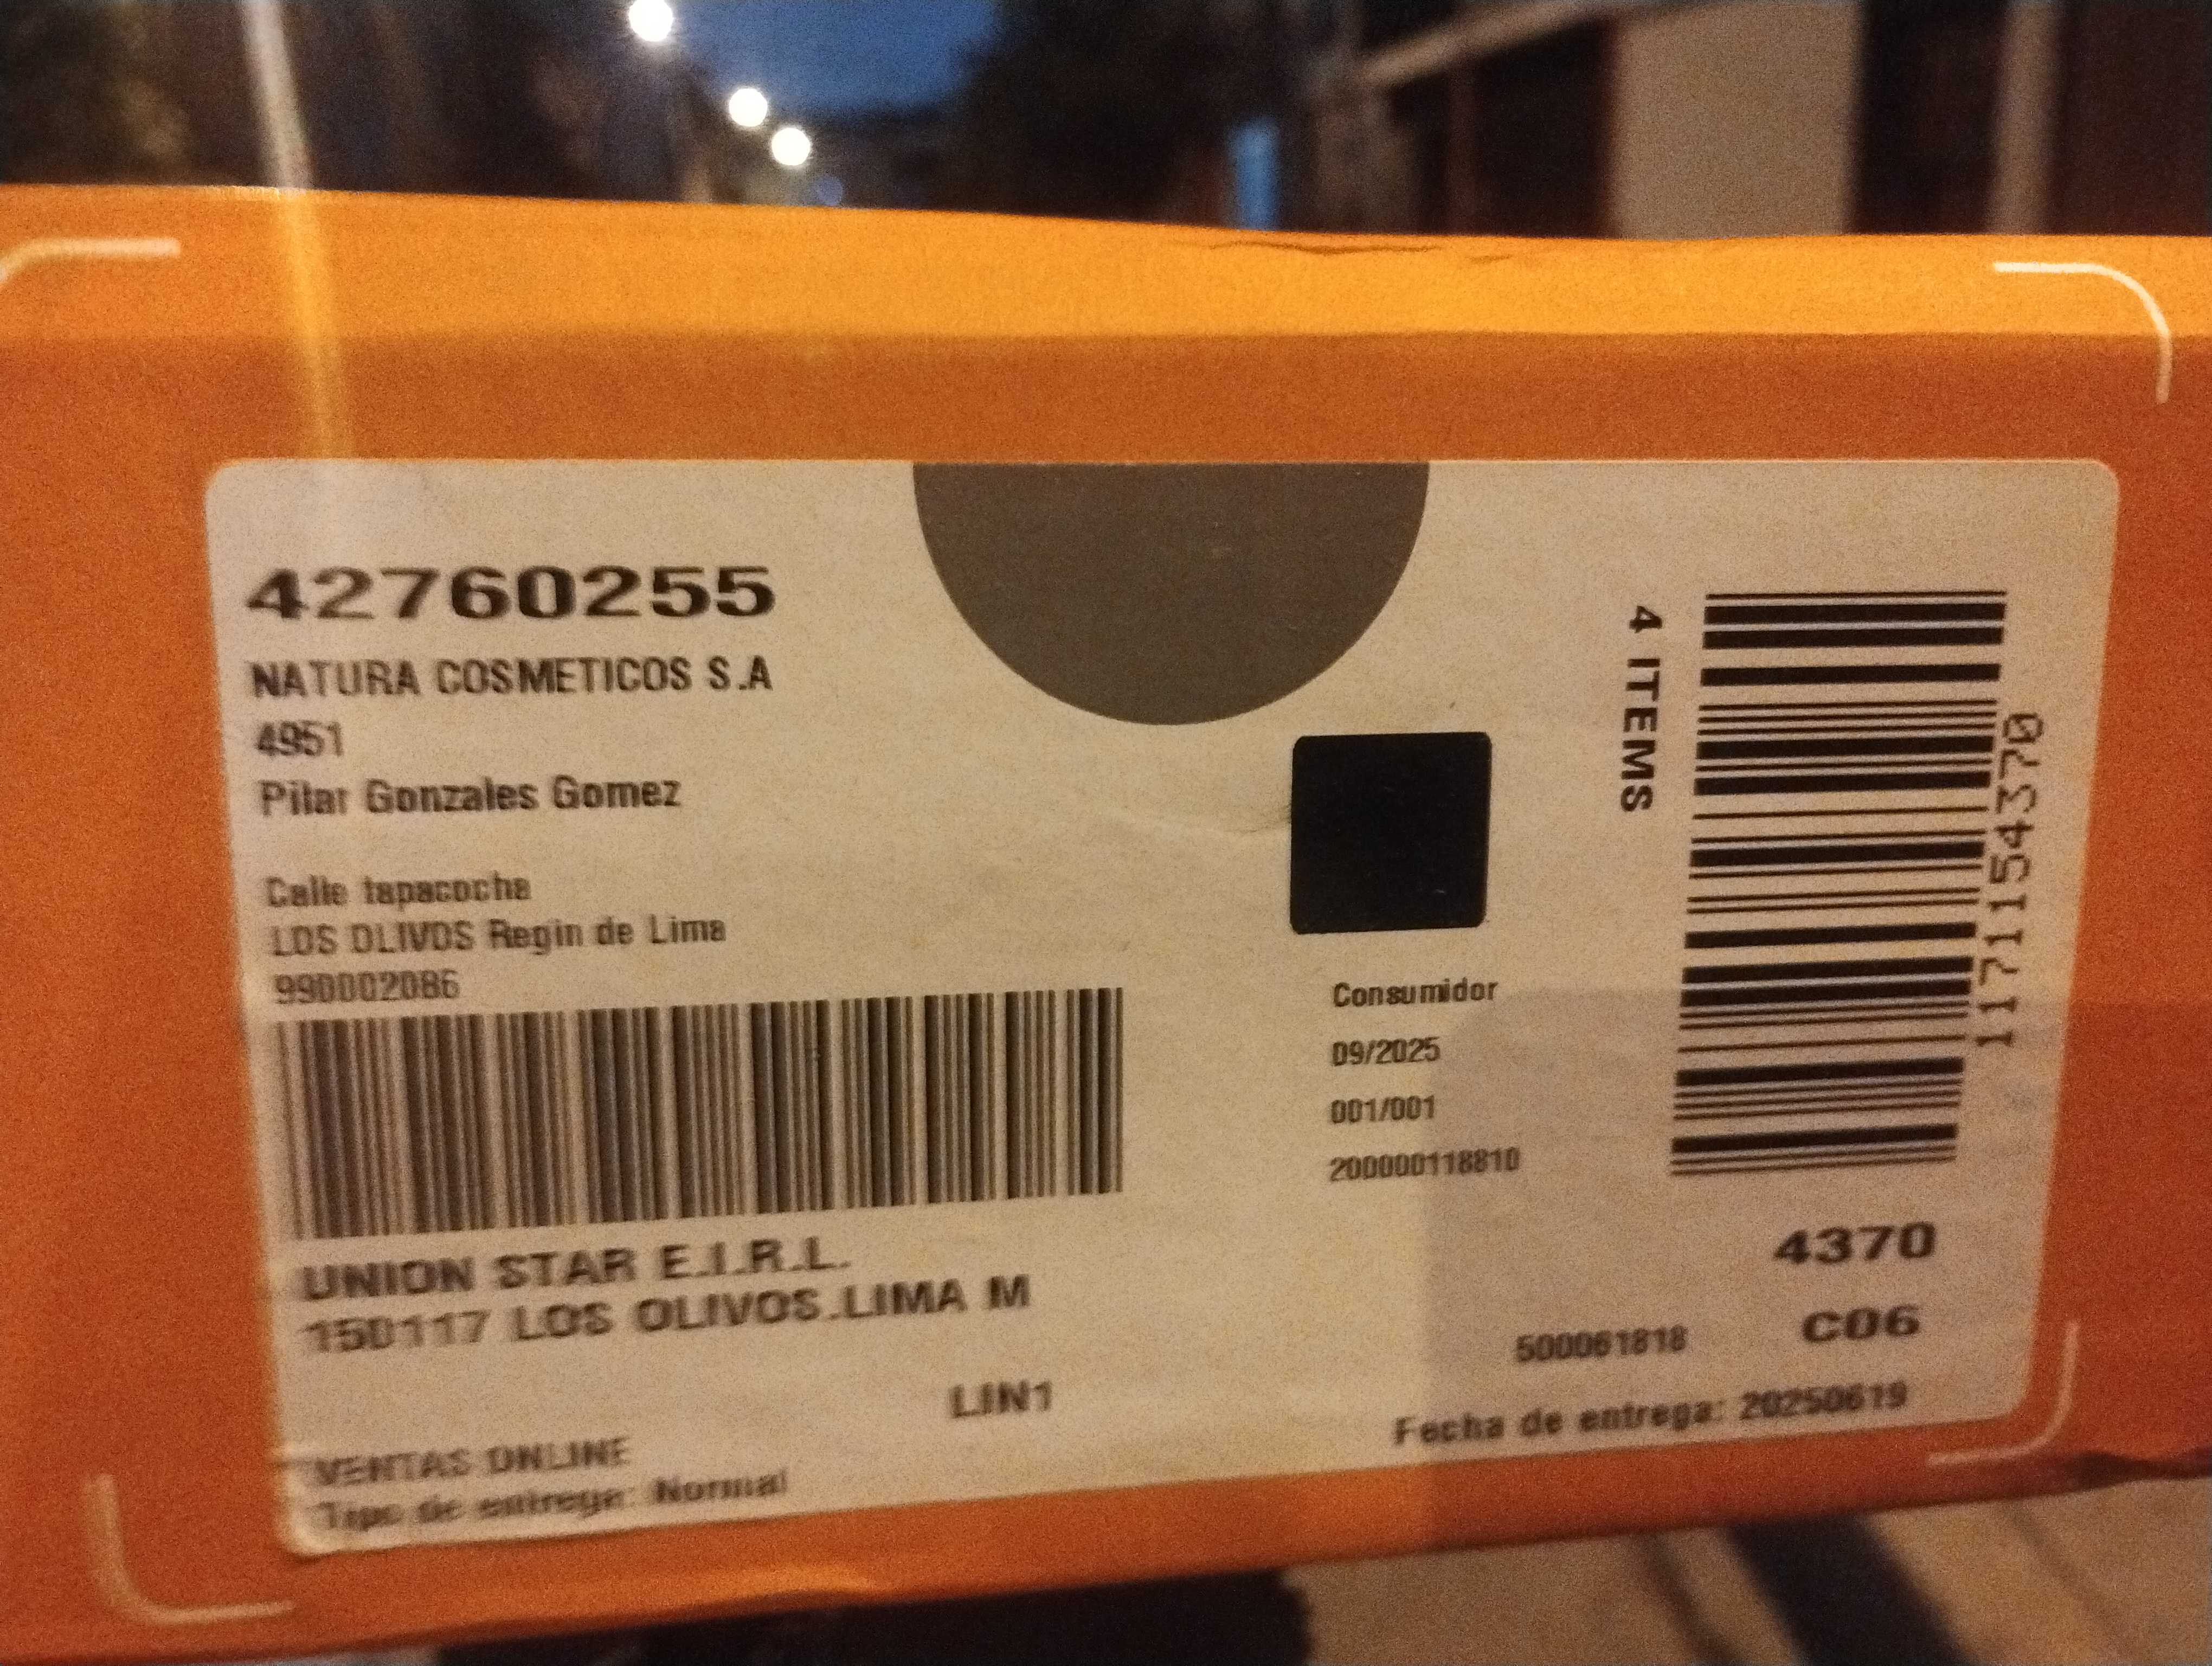 42760255
NATURA COSMETICOS S.A
4951
Pilar Gonzales Gomez
Calle tapacocha
LOS OLIVOS Regin de Lima
990002086
UNION STAR E.I.R.L.
150117 LOS OLIVOS.LIMA M
LIN1
VENTAS ONLINE
Tipo de entrega: Normal
Consumidor
09/2025
001/001
200000118810
4 ITEMS
1171154370
4370
C06
500061818
Fecha de entrega: 20250619